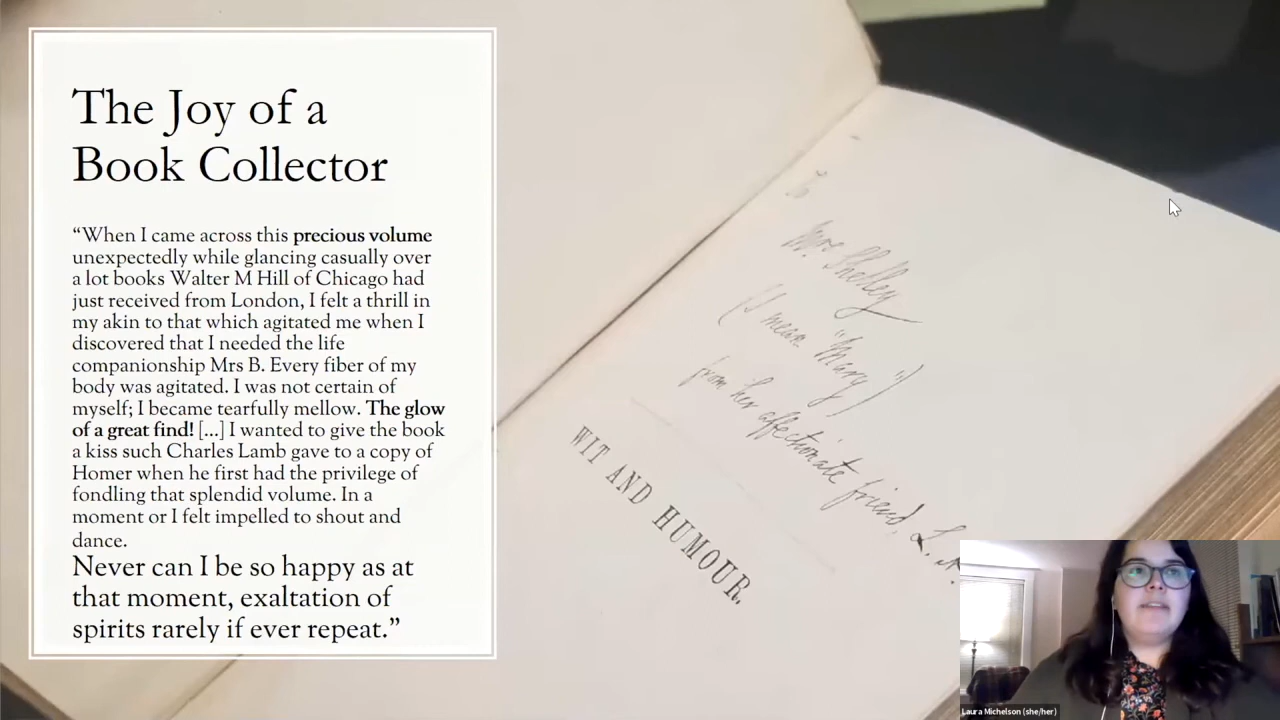 The Joy of a
Book Collector
“When I came across this precious volume
unexpectedly while glancing casually over
a lot books Walter M Hill of Chicago had
just received from London, I felt a thrill in
my akin to that which agitated me when I
discovered that I needed the life
companionship Mrs B. Every fiber of my
body was agitated. I was not certain of
myself; I became tearfully mellow. The glow
of a great find! [...] I wanted to give the book
a kiss such Charles Lamb gave to a copy of
Homer when he first had the privilege of
fondling that splendid volume. In a
moment or I felt impelled to shout and
dance.
Never can I be so happy as at
that moment, exaltation of
spirits rarely if ever repeat.”
To
Mrs. Shelley
(I mean "Mary")
from her affectionate friend, L. H.
WIT AND HUMOUR.
Laura Michelson (she/her)